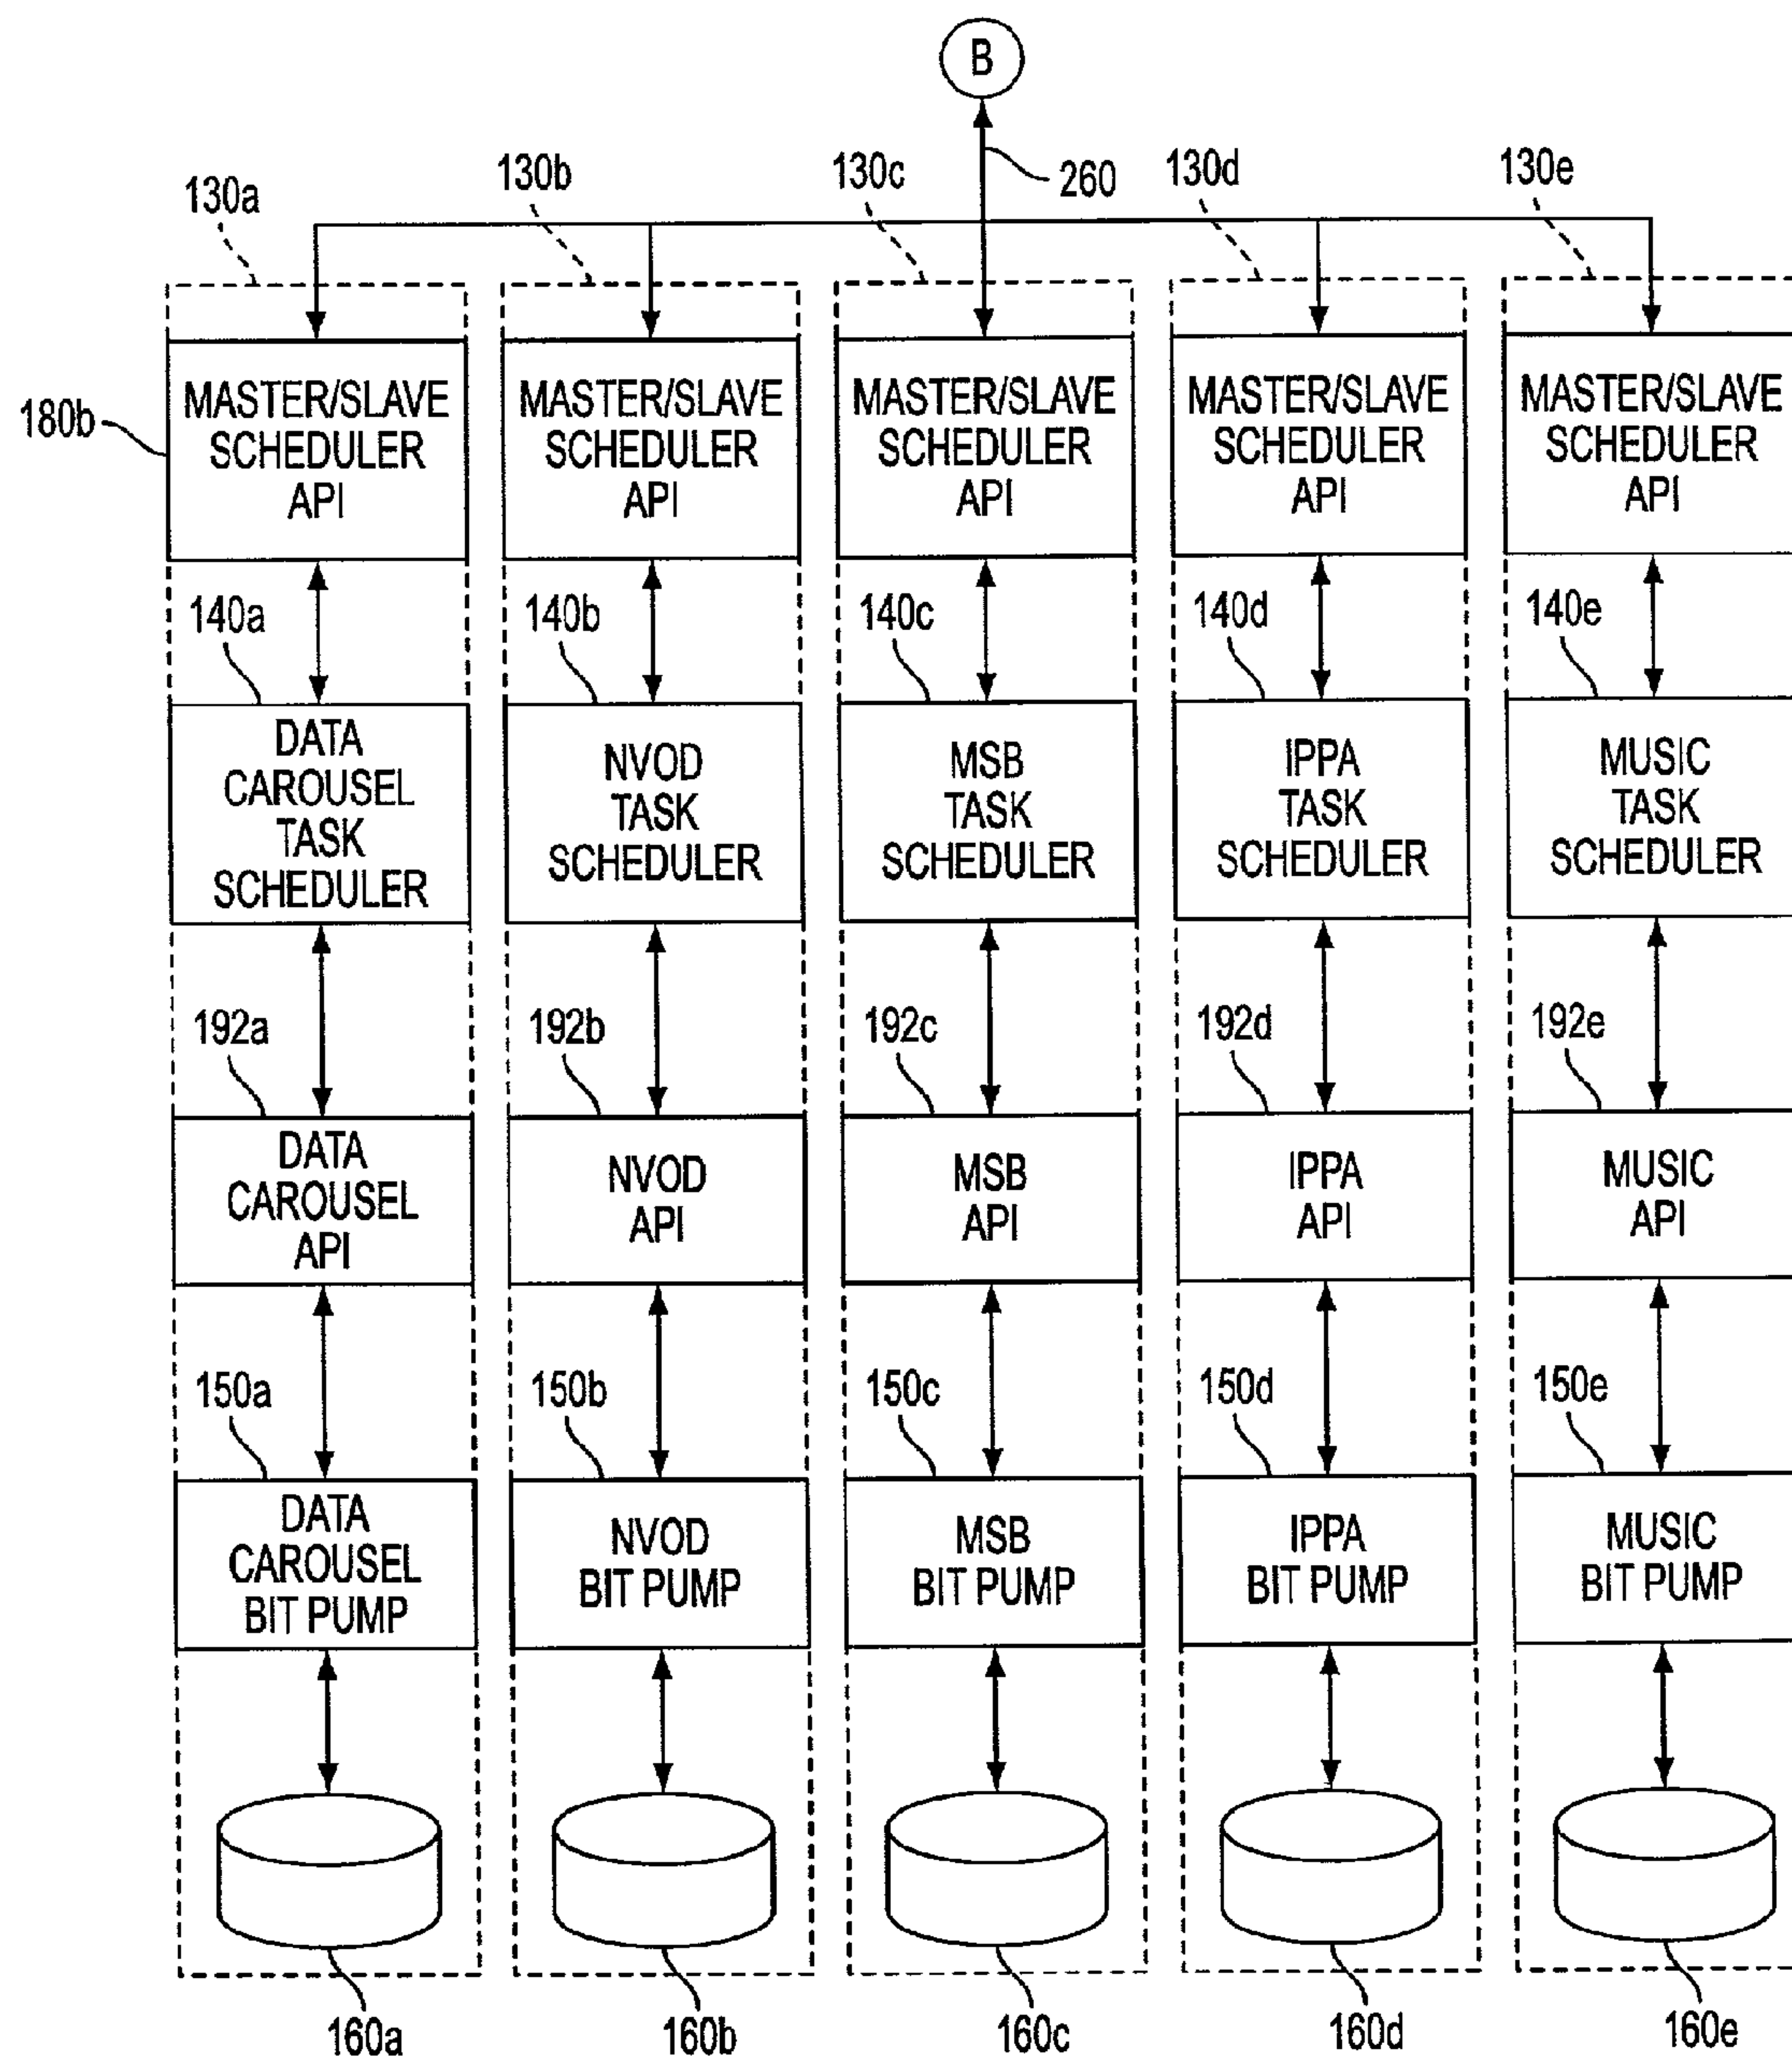 B
260
130a
130b
130c
130d
130e
180b
MASTER/SLAVE
SCHEDULER
API
MASTER/SLAVE
SCHEDULER
API
MASTER/SLAVE
SCHEDULER
API
MASTER/SLAVE
SCHEDULER
API
MASTER/SLAVE
SCHEDULER
API
140a
140b
140c
140d
140e
DATA
CAROUSEL
TASK
SCHEDULER
NVOD
TASK
SCHEDULER
MSB
TASK
SCHEDULER
IPPA
TASK
SCHEDULER
MUSIC
TASK
SCHEDULER
192a
192b
192c
192d
192e
DATA
CAROUSEL
API
NVOD
API
MSB
API
IPPA
API
MUSIC
API
150a
150b
150c
150d
150e
DATA
CAROUSEL
BIT PUMP
NVOD
BIT PUMP
MSB
BIT PUMP
IPPA
BIT PUMP
MUSIC
BIT PUMP
160a
160b
160c
160d
160e